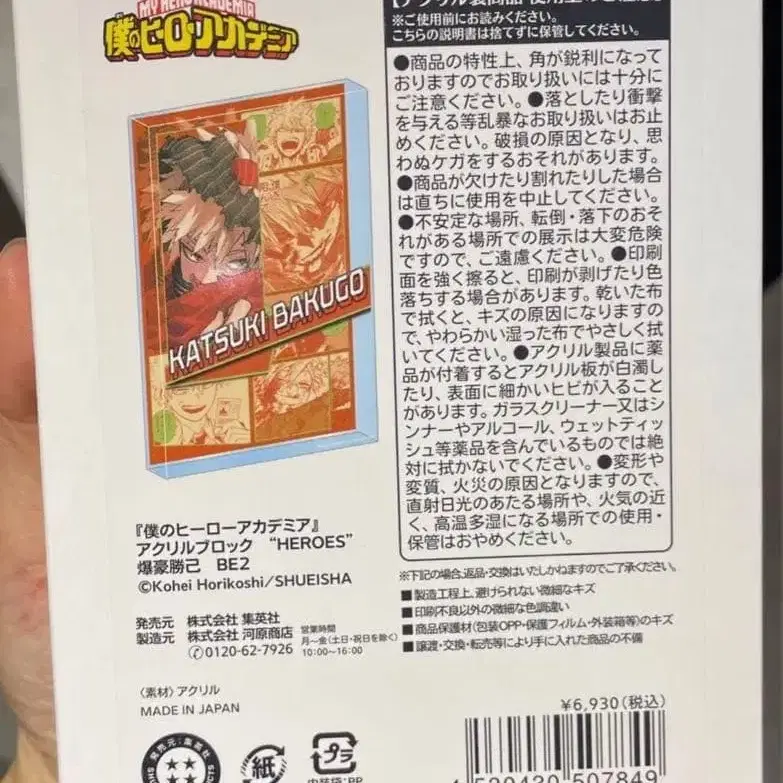 MY HERO ACADEMIA
僕のヒーローアカデミア
KATSUKI BAKUGO
『僕のヒーローアカデミア』
アクリルブロック “HEROES”
爆豪勝己 BE2
©Kohei Horikoshi/SHUEISHA
発売元 株式会社 集英社
製造元 株式会社 河原商店
0120-62-7926
営業時間
月～金(土日・祝日を除く)
10:00～16:00
〈素材〉アクリル
MADE IN JAPAN
紙
プラ
※ご使用前にお読みください。
こちらの説明書は捨てずに保管してください。
●商品の特性上、角が鋭利になって
おりますのでお取り扱いには十分に
ご注意ください。●落としたり衝撃
を与える等乱暴なお取り扱いはお止
めください。破損の原因となり、思
わぬケガをするおそれがあります。
●商品が欠けたり割れたりした場合
は直ちに使用を中止してください。
●不安定な場所、転倒・落下のおそ
れがある場所での展示は大変危険
ですので、ご遠慮ください。●印刷
面を強く擦ると、印刷が剥げたり色
落ちする場合があります。乾いた布
で拭くと、キズの原因になりますの
で、やわらかい湿った布でやさしく拭
いてください。●アクリル製品に薬
品が付着するとアクリル板が白濁し
たり、表面に細かいヒビが入ること
があります。ガラスクリーナー又はシ
ンナーやアルコール、ウェットティッ
シュ等薬品を含んでいるものでは絶
対に拭かないでください。●変形や
変質、火災の原因となりますので、
直射日光のあたる場所や、火気の近
く、高温多湿になる場所での使用・
保管はおやめください。
※下記の場合、返品・交換はいたしかねますのでご了承ください。
■製造工程上、避けられない微細なキズ
■印刷不良以外の微細な色調違い
■商品保護材(包装OPP・保護フィルム・外装箱等)のキズ
■譲渡・交換・転売等により手に入れた商品の不備
¥6,930(税込)